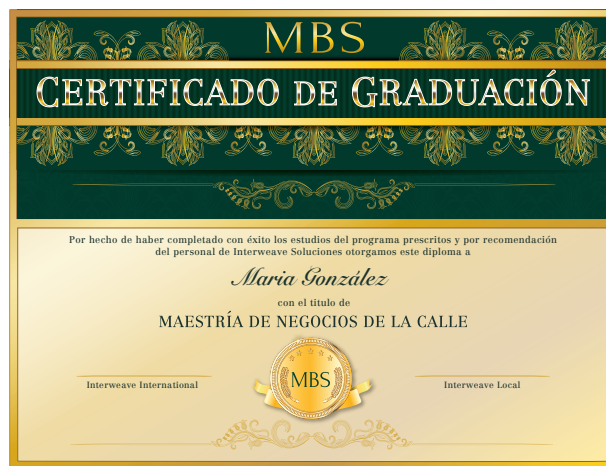 MBS
CERTIFICADO DE GRADUACIÓN
Por hecho de haber completado con éxito los estudios del programa prescritos y por recomendación
del personal de Interweave Soluciones otorgamos este diploma a
Maria González
con el titulo de
MAESTRÍA DE NEGOCIOS DE LA CALLE
MBS
Interweave International
Interweave Local